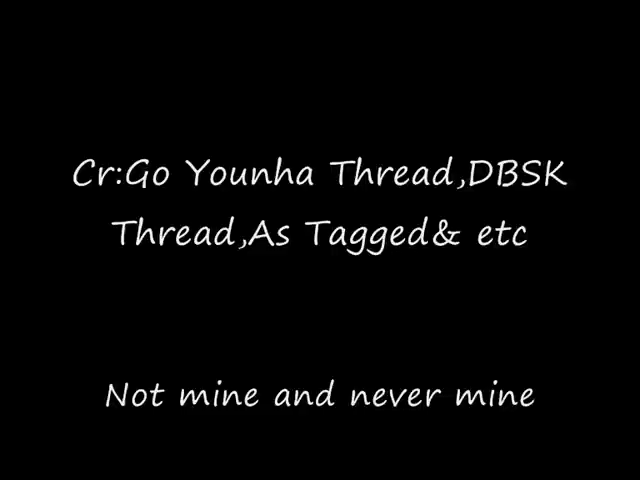 Cr:Go Younha Thread,DBSK
Thread,As Tagged& etc
Not mine and never mine